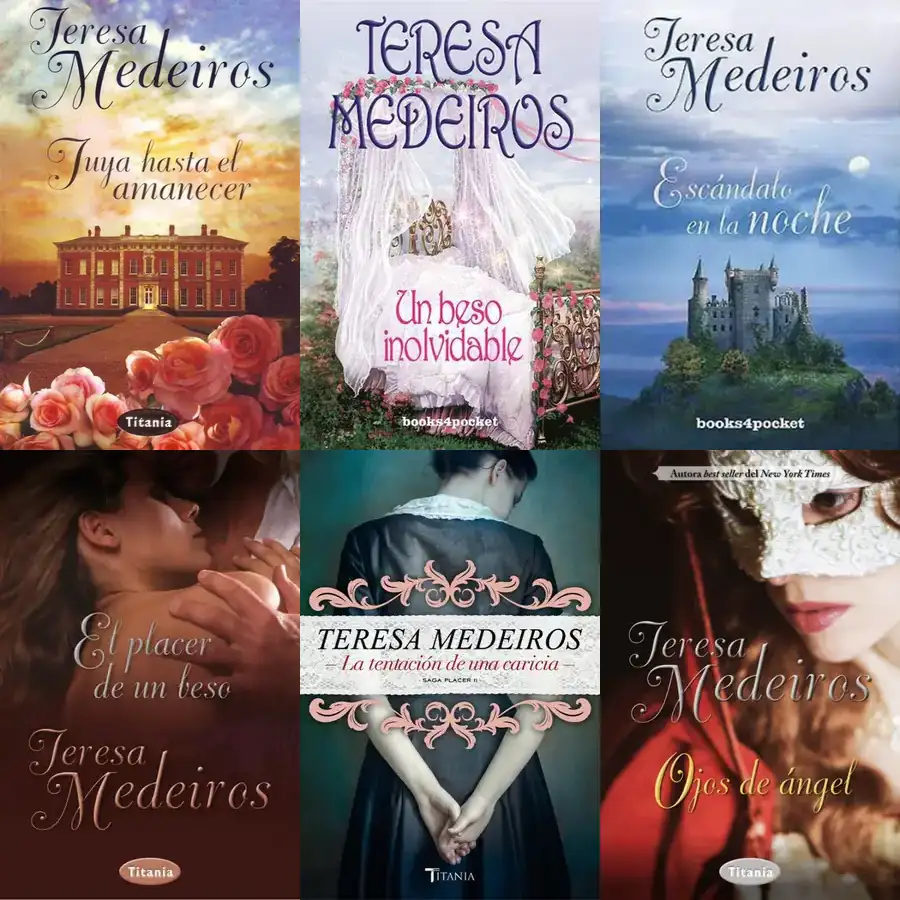 Teresa
Medeiros
Tuya hasta el
amanecer
Titania
TERESA
MEDEIROS
Un beso
inolvidable
books4pocket
Teresa
Medeiros
Escándalo
en la noche
books4pocket
El placer
de un beso
Teresa
Medeiros
Titania
TERESA MEDEIROS
– La tentación de una caricia –
SAGA PLACER II
TITANIA
Autora best seller del New York Times
Teresa
Medeiros
Ojos de ángel
Titania